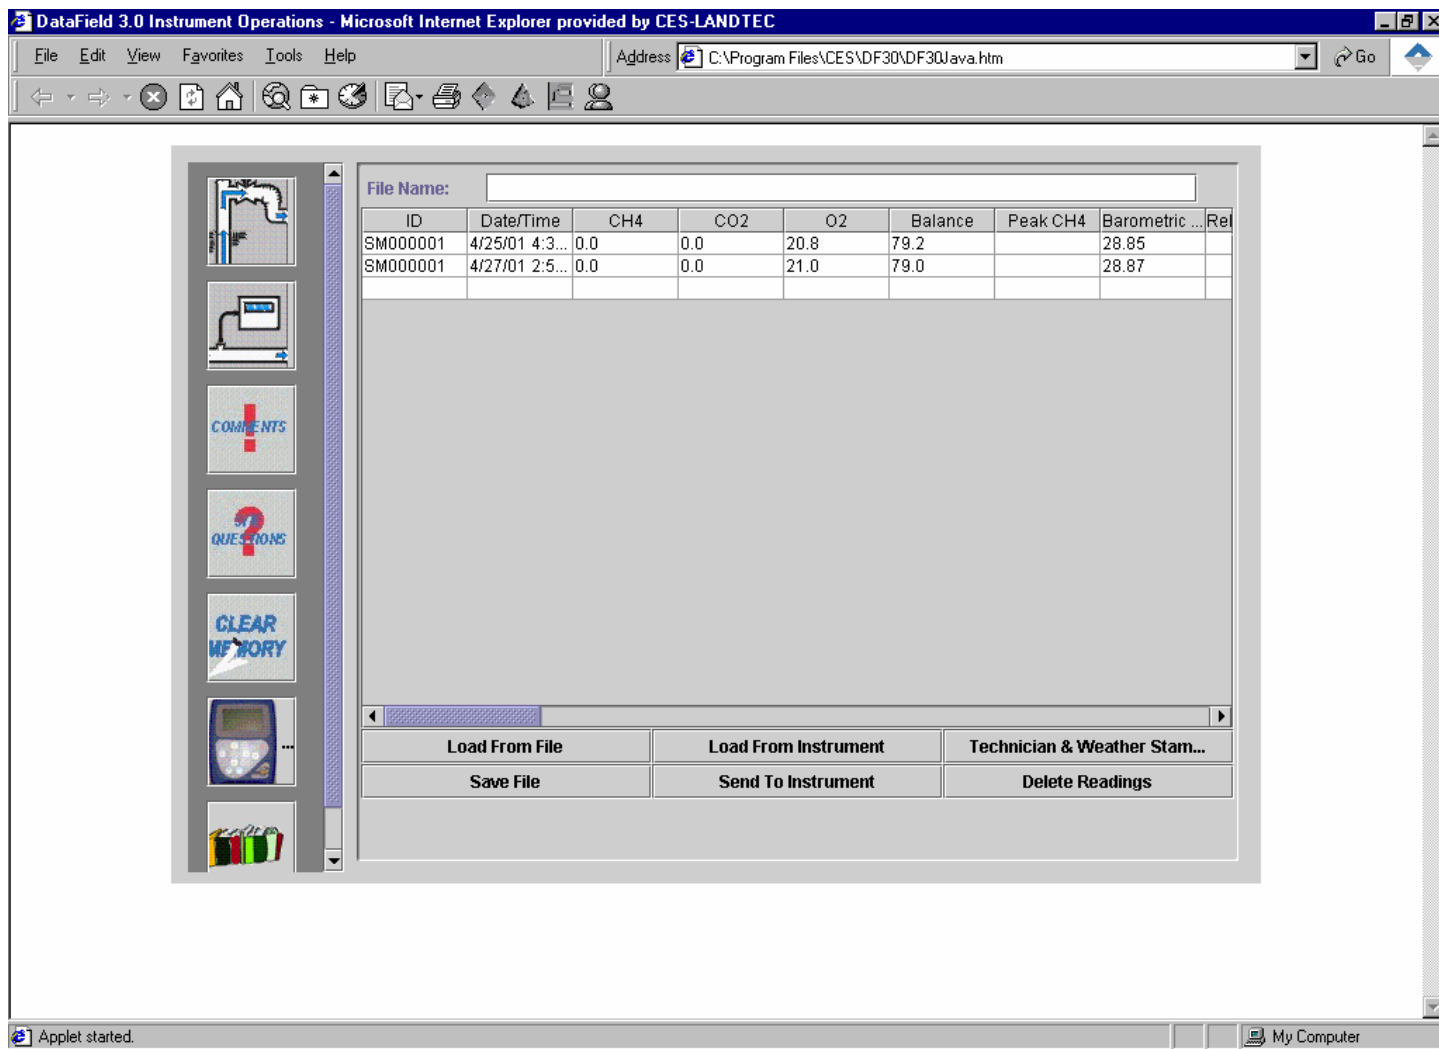 DataField 3.0 Instrument Operations - Microsoft Internet Explorer provided by CES-LANDTEC
File Edit View Favorites Tools Help Address C:\Program Files\CES\DF30\DF30Java.htm Go
File Name:
ID Date/Time CH4 CO2 O2 Balance Peak CH4 Barometric ... Rel
SM000001 4/25/01 4:3... 0.0 0.0 20.8 79.2 28.85
SM000001 4/27/01 2:5... 0.0 0.0 21.0 79.0 28.87
COMMENTS
!
?
QUESTIONS
CLEAR
MEMORY
...
Load From File Load From Instrument Technician & Weather Stam...
Save File Send To Instrument Delete Readings
Applet started. My Computer